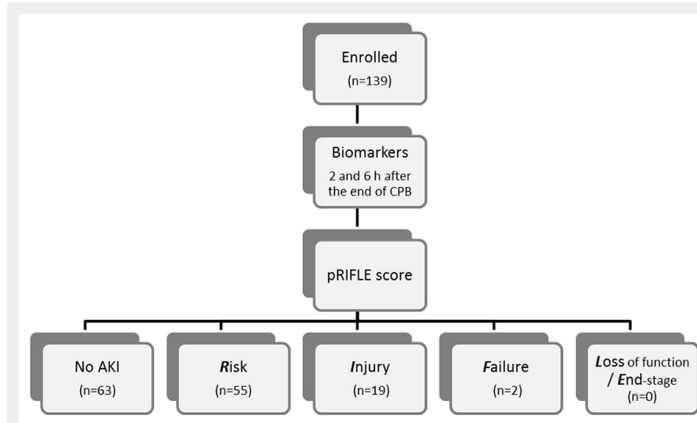 Enrolled
(n=139)
Biomarkers
2 and 6 h after
the end of CPB
pRIFLE score
No AKI
(n=63)
Risk
(n=55)
Injury
(n=19)
Failure
(n=2)
Loss of function
/ End-stage
(n=0)